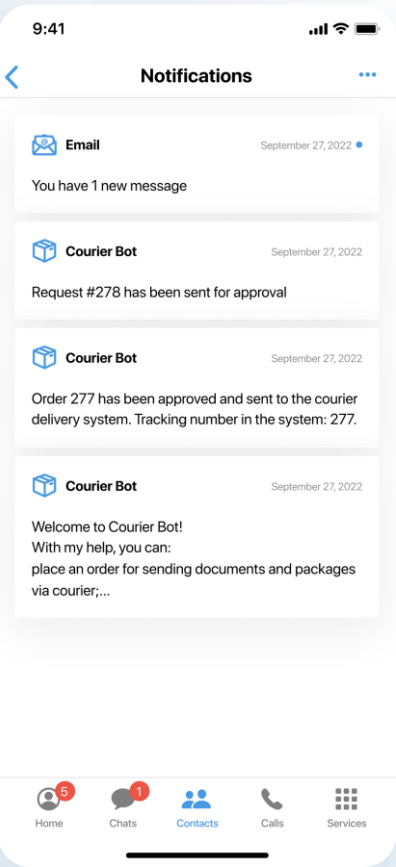 9:41
Notifications
Email
September 27, 2022
You have 1 new message
Courier Bot
September 27, 2022
Request #278 has been sent for approval
Courier Bot
September 27, 2022
Order 277 has been approved and sent to the courier
delivery system. Tracking number in the system: 277.
Courier Bot
September 27, 2022
Welcome to Courier Bot!
With my help, you can:
place an order for sending documents and packages
via courier;...
5
1
Home
Chats
Contacts
Calls
Services